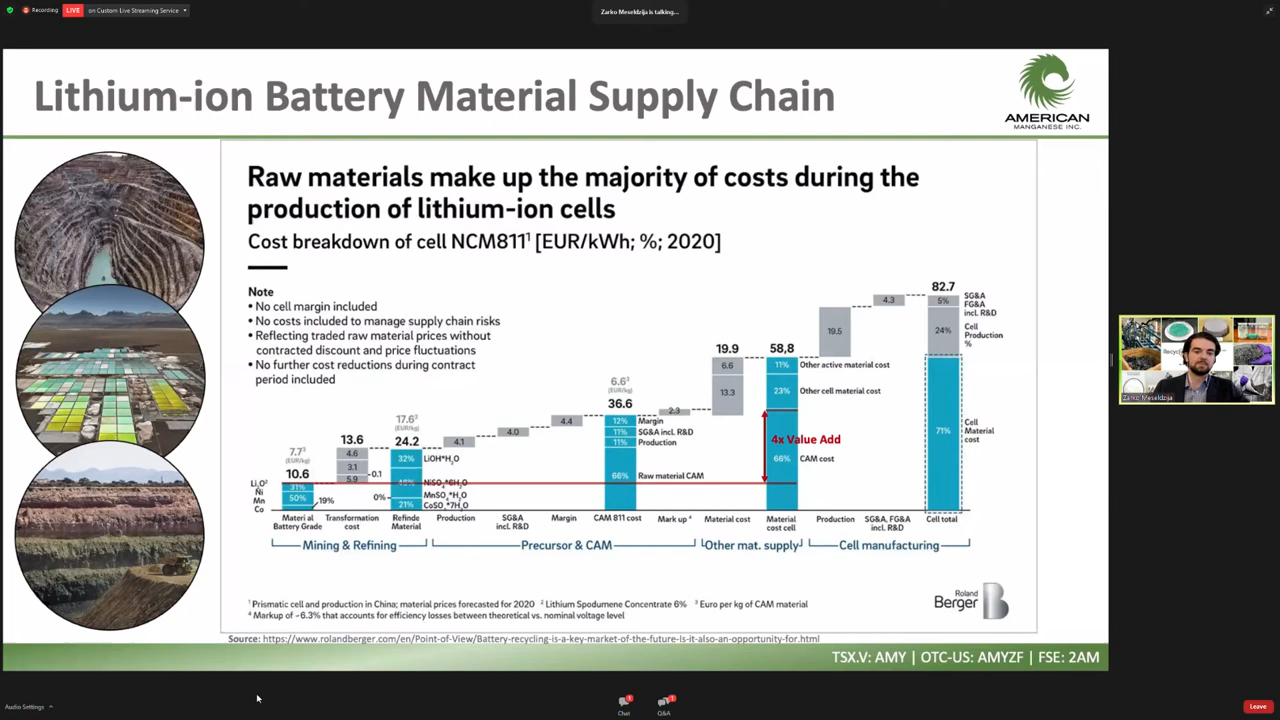 Recording
LIVE
on Custom Live Streaming Service
Zarko Meseldzija is talking...
Lithium-ion Battery Material Supply Chain
AMERICAN
MANGANESE INC.
Raw materials make up the majority of costs during the
production of lithium-ion cells
Cost breakdown of cell NCM811¹ [EUR/kWh; %; 2020]
Note
• No cell margin included
• No costs included to manage supply chain risks
• Reflecting traded raw material prices without
contracted discount and price fluctuations
• No further cost reductions during contract
period included
7.7³
(EUR/kg)
10.6
Li₂O²
Ni
Mn
Co
31%
50%
19%
13.6
4.6
3.1
5.9
0.1
17.6³
(EUR/kg)
24.2
32%
0%
21%
LiOH*H₂O
NiSO₄*6H₂O
MnSO₄*H₂O
CoSO₄*7H₂O
4.1
4.0
4.4
6.6³
(EUR/kg)
36.6
12%
11%
11%
66%
Margin
SG&A incl. R&D
Production
Raw material CAM
2.3
19.9
6.6
13.3
58,8
11%
23%
66%
Other active material cost
Other cell material cost
4x Value Add
CAM cost
19.5
4.3
82.7
5%
24%
71%
SG&A
FG&A
incl. R&D
Cell
Production
%
Cell
Material
cost
Material
Battery Grade
Transformation
cost
Refinde
Material
Production
SG&A
incl. R&D
Margin
CAM 811 cost
Mark up ⁴
Material cost
Material
cost cell
Production
SG&A, FG&A
incl. R&D
Cell total
Mining & Refining
Precursor & CAM
Other mat. supply
Cell manufacturing
¹ Prismatic cell and production in China; material prices forecasted for 2020 ² Lithium Spodumene Concentrate 6% ³ Euro per kg of CAM material
⁴ Markup of ~6.3% that accounts for efficiency losses between theoretical vs. nominal voltage level
Roland
Berger
Source: https://www.rolandberger.com/en/Point-of-View/Battery-recycling-is-a-key-market-of-the-future-Is-it-also-an-opportunity-for.html
TSX.V: AMY | OTC-US: AMYZF | FSE: 2AM
Zarko Meseldzija
Audio Settings
Chat
Q&A
Leave